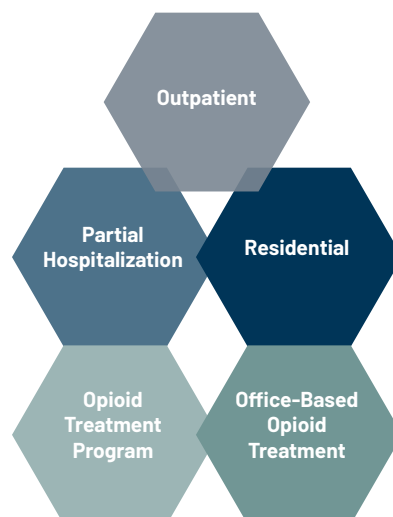 Outpatient
Partial
Hospitalization
Residential
Opioid
Treatment
Program
Office-Based
Opioid
Treatment